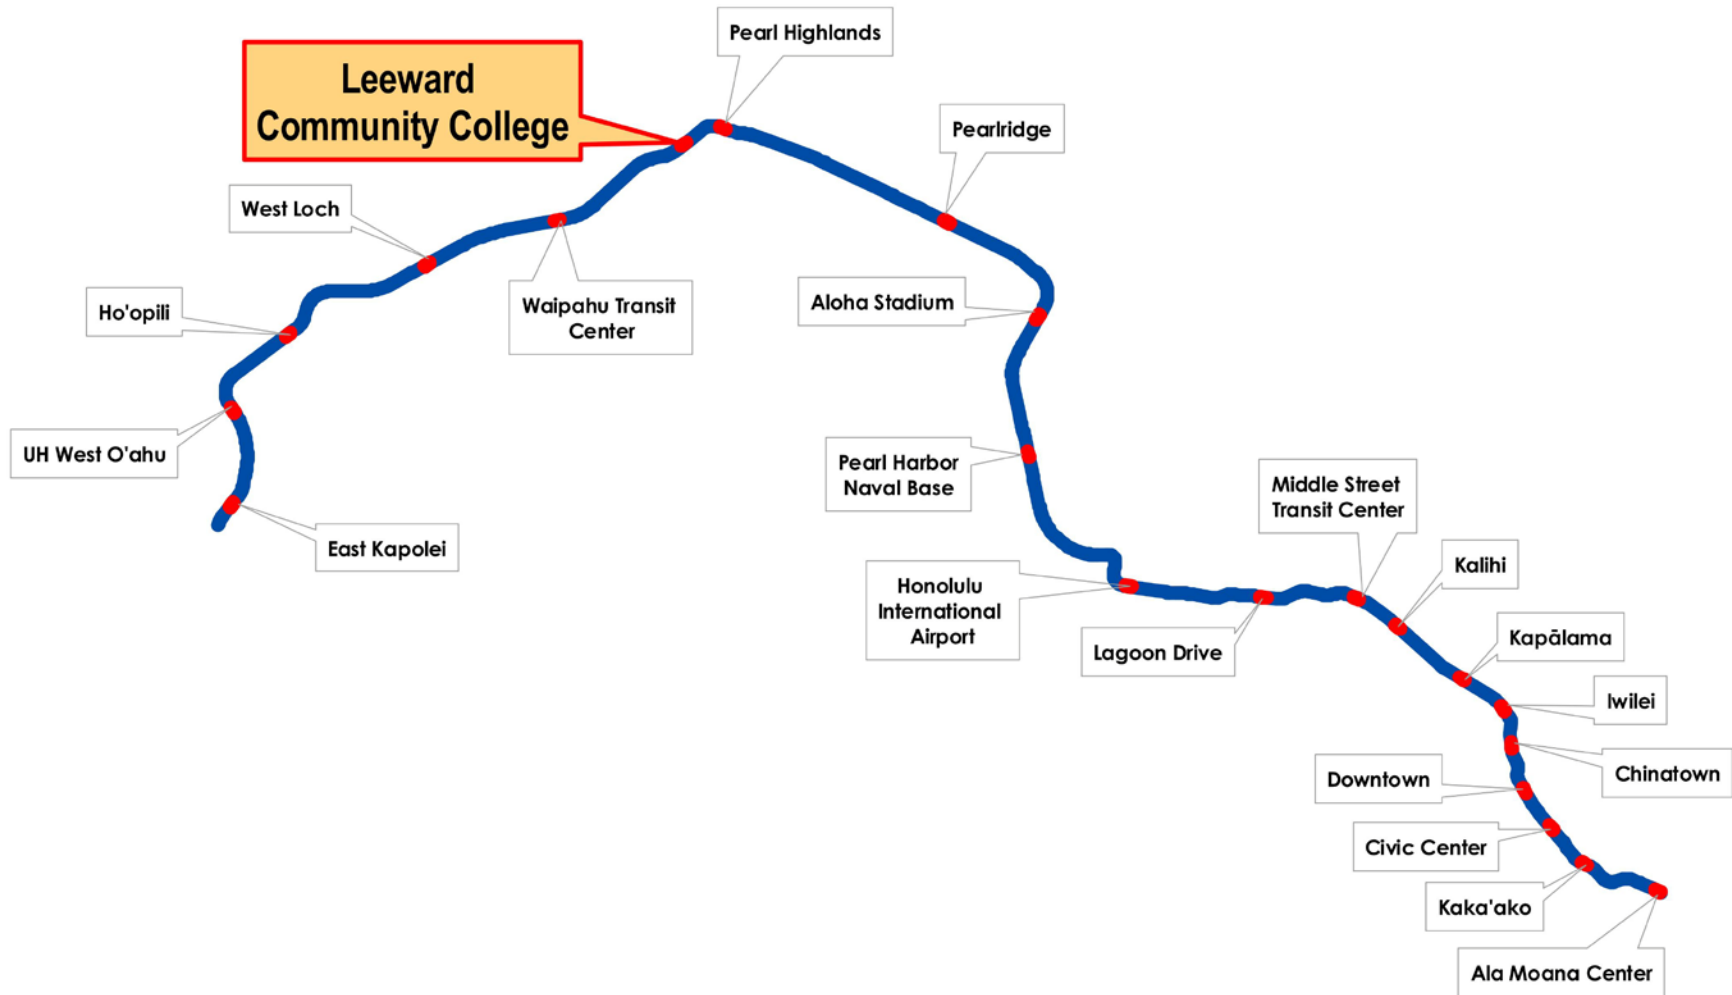 Pearl Highlands
Leeward
Community College
Pearlridge
West Loch
Ho'opili
Waipahu Transit
Center
Aloha Stadium
UH West O'ahu
East Kapolei
Pearl Harbor
Naval Base
Middle Street
Transit Center
Kalihi
Honolulu
International
Airport
Lagoon Drive
Kapālama
Iwilei
Chinatown
Downtown
Civic Center
Kaka'ako
Ala Moana Center